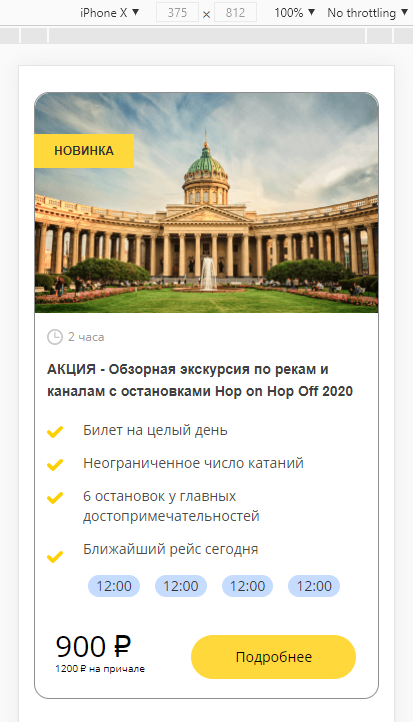 iPhone X ▼ 375 × 812 100% ▼ No throttling ▼
НОВИНКА
2 часа
АКЦИЯ - Обзорная экскурсия по рекам и
каналам с остановками Hop on Hop Off 2020
Билет на целый день
Неограниченное число катаний
6 остановок у главных
достопримечательностей
Ближайший рейс сегодня
12:00 12:00 12:00 12:00
900 ₽
1200 ₽ на причале
Подробнее